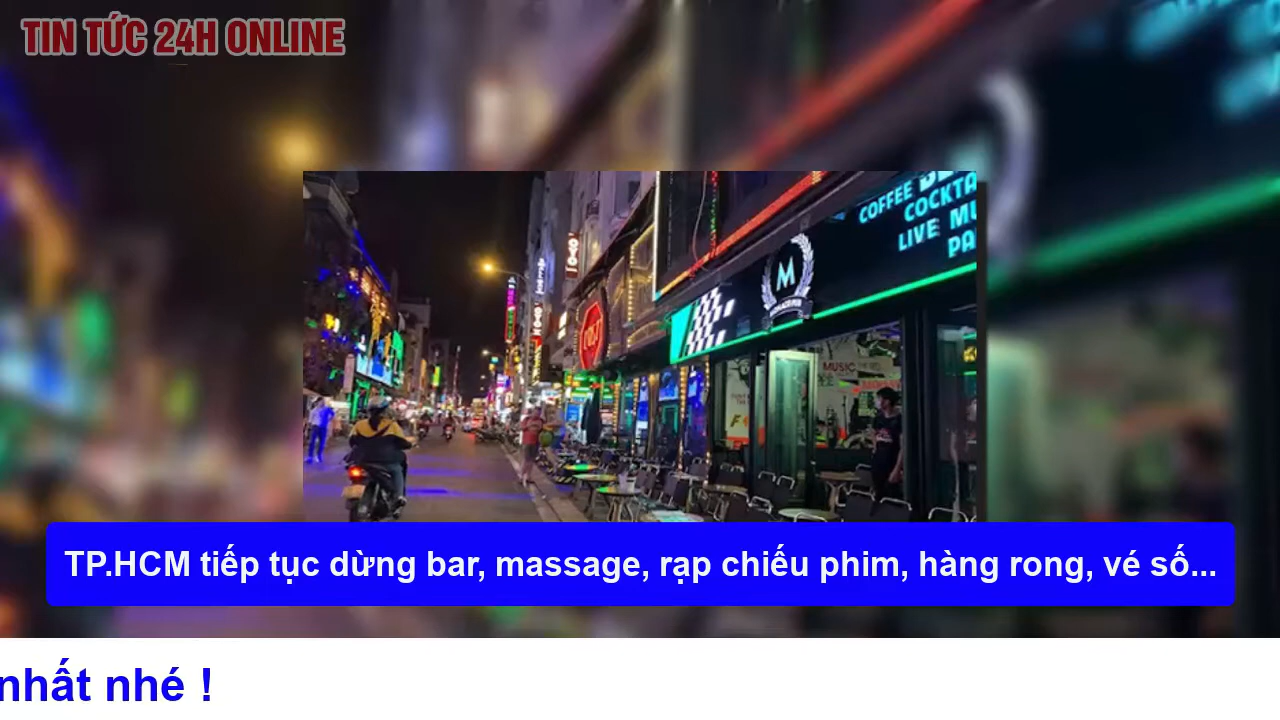 TIN TỨC 24H ONLINE
COFFEE
COCKTA
LIVE MU
PA
M
MUSIC
TP.HCM tiếp tục dừng bar, massage, rạp chiếu phim, hàng rong, vé số...
nhất nhé !